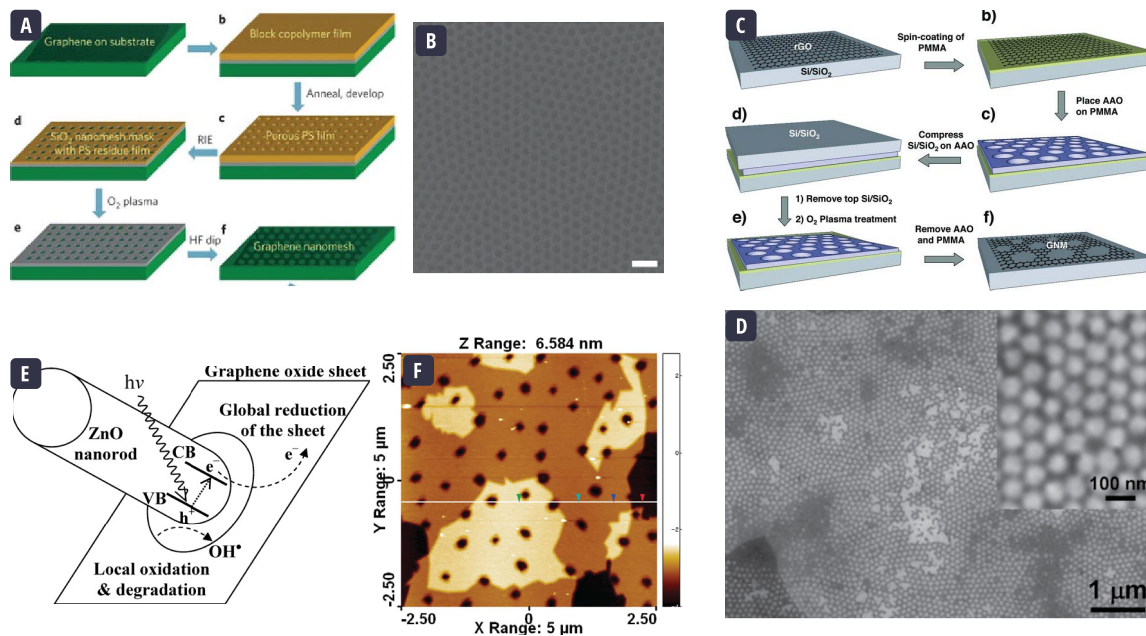 A
Graphene on substrate
b
Block copolymer film
Anneal, develop
d
SiO₂ nanomesh mask
with PS residue film
RIE
c
Porous PS film
O₂ plasma
e
HF dip
f
Graphene nanomesh
B
C
rGO
Si/SiO₂
Spin-coating of
PMMA
b)
Place AAO
on PMMA
d)
Si/SiO₂
Compress
Si/SiO₂ on AAO
c)
1) Remove top Si/SiO₂
2) O₂ Plasma treatment
e)
Remove AAO
and PMMA
f)
GNM
D
100 nm
1 μm
E
hν
Graphene oxide sheet
ZnO
nanorod
Global reduction
of the sheet
CB
e⁻
e⁻
VB
h⁺
OH•
Local oxidation
& degradation
F
Z Range: 6.584 nm
Y Range: 5 μm
2.50
0
-2.50
-2.50
0
2.50
X Range: 5 μm
2
0
-2